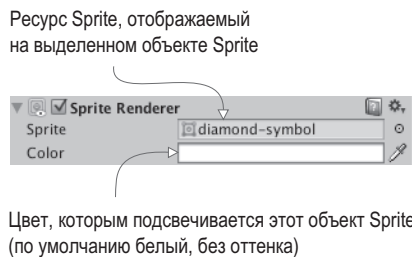 Ресурс Sprite, отображаемый
на выделенном объекте Sprite
Sprite Renderer
Sprite diamond-symbol
Color
Цвет, которым подсвечивается этот объект Sprite
(по умолчанию белый, без оттенка)